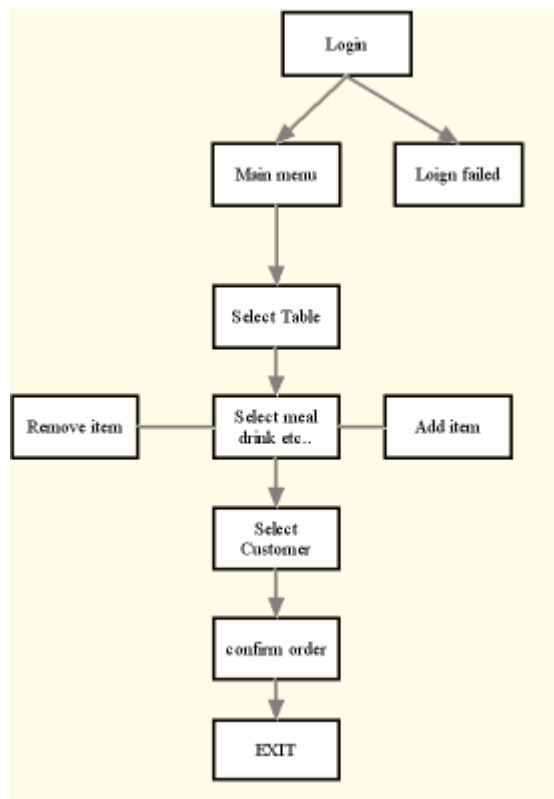 Login
Main menu
Loign failed
Select Table
Remove item
Select meal
drink etc..
Add item
Select
Customer
confirm order
EXIT